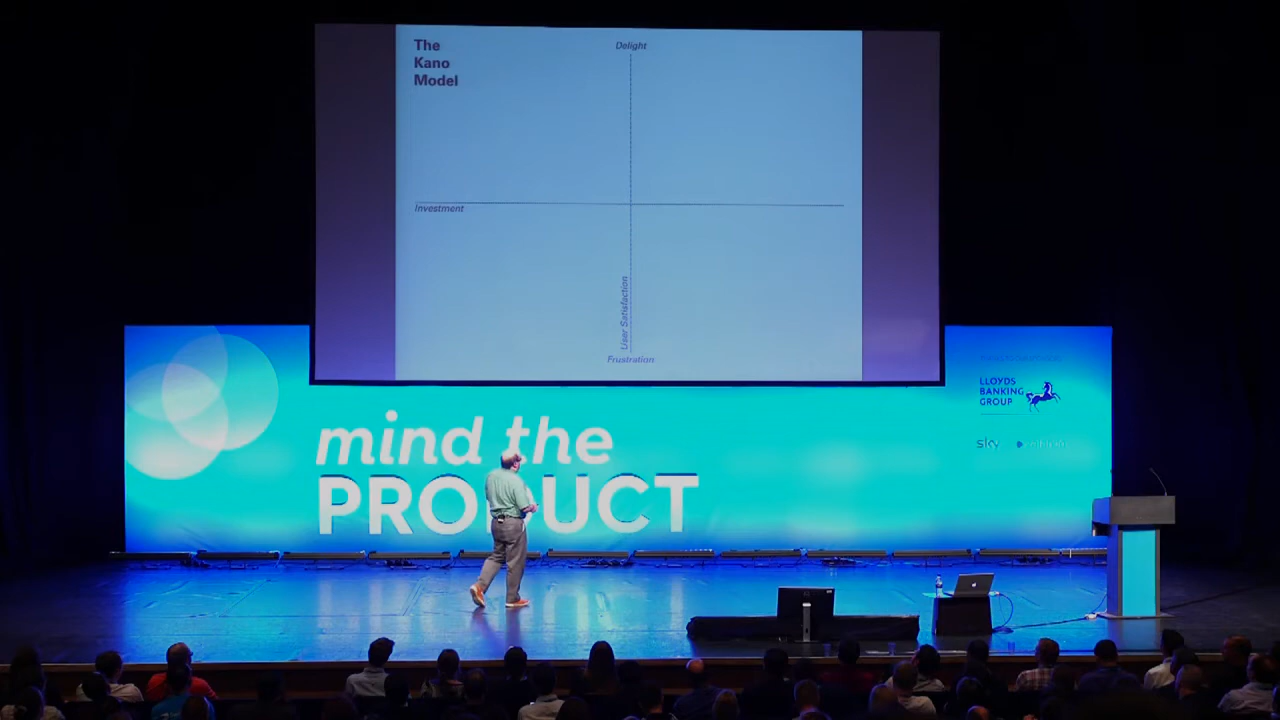 The
Kano
Model
Delight
Investment
User Satisfaction
Frustration
mind the
PRODUCT
LLOYDS
BANKING
GROUP
sky